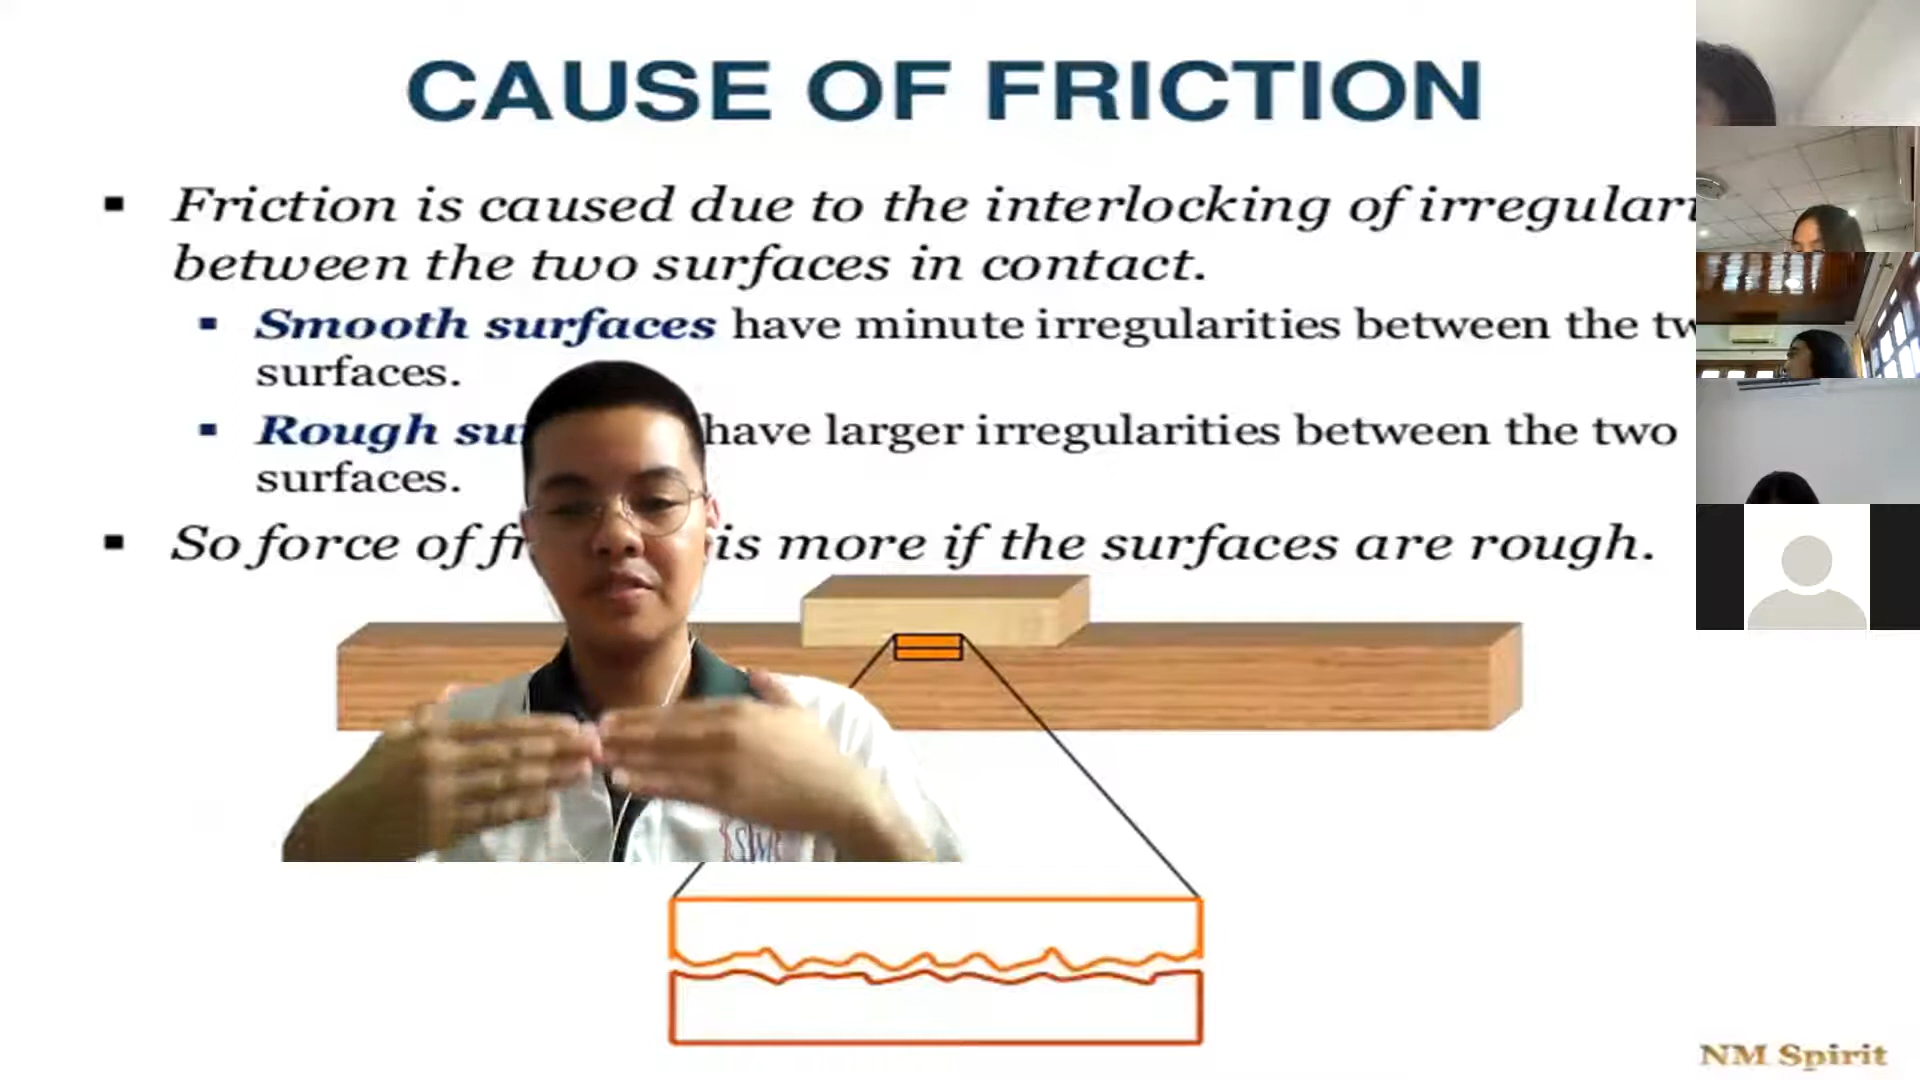 CAUSE OF FRICTION
▪ Friction is caused due to the interlocking of irregulari
between the two surfaces in contact.
▪ Smooth surfaces have minute irregularities between the tw
surfaces.
▪ Rough su have larger irregularities between the two
surfaces.
▪ So force of fr is more if the surfaces are rough.
NM Spirit